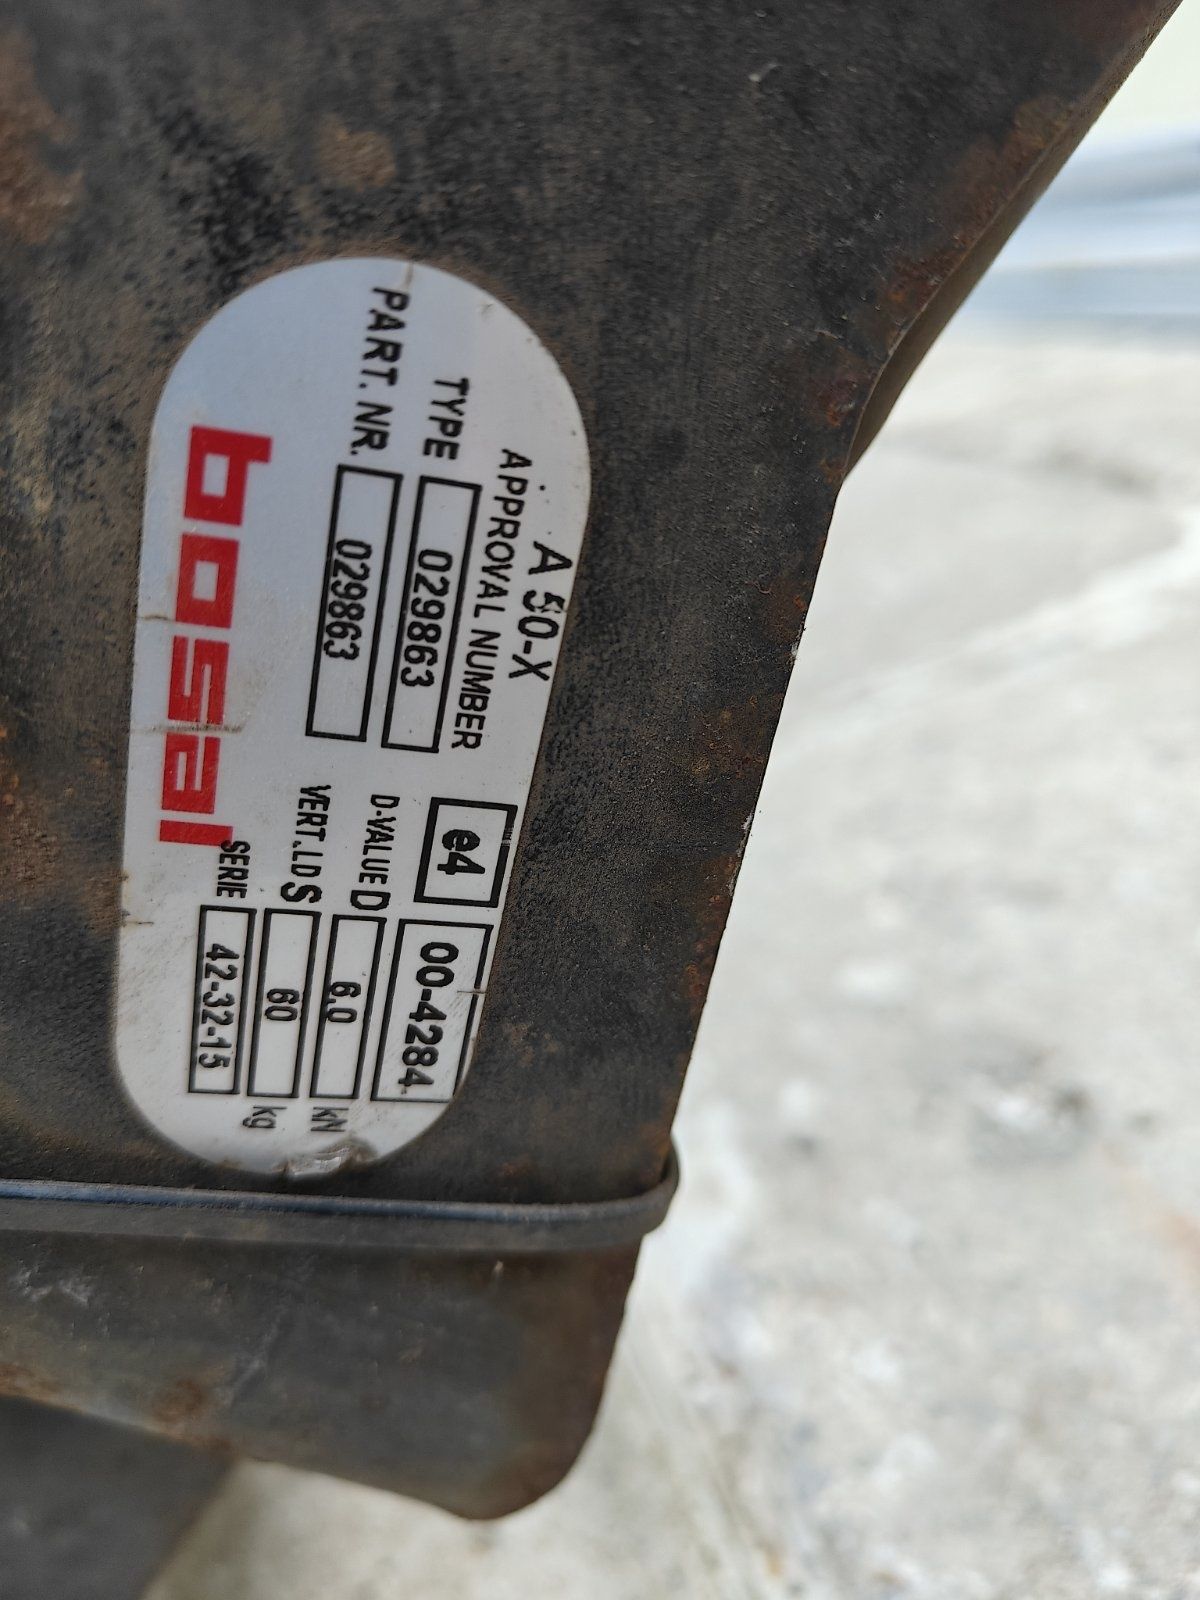 A 50-X
APPROVAL NUMBER e4 00-4284
TYPE 029863 D-VALUE D 6.0 kN
PART. NR. 029863 VERT.LD S 60 kg
SERIE 42-32-15
bosal